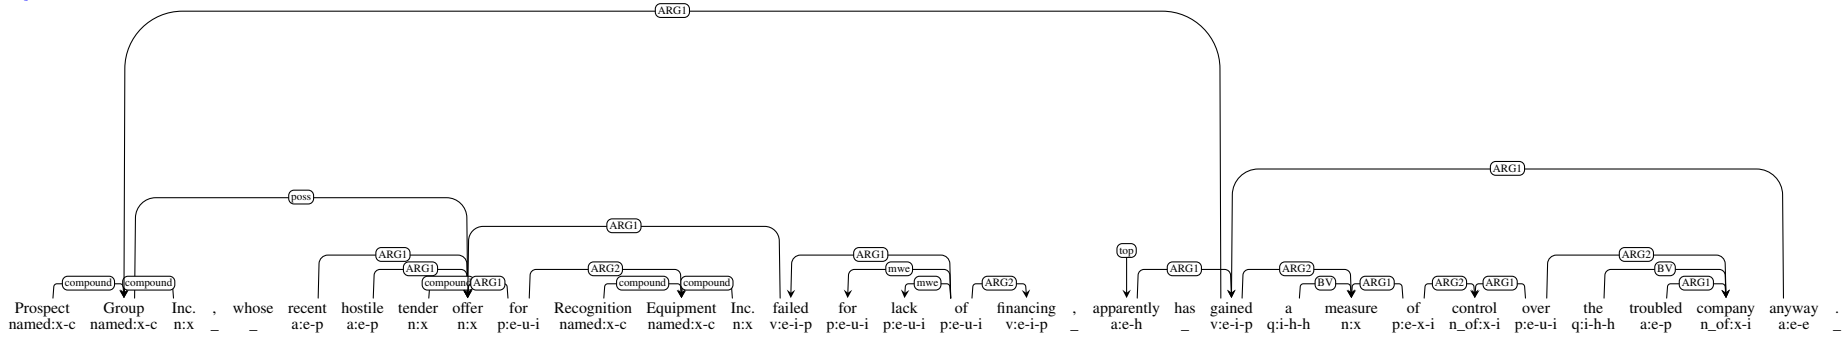 ARG1
ARG1
poss
ARG1
top
ARG1 ARG1 ARG2
ARG1 ARG2 mwe ARG1 ARG2 BV
compound compound compound ARG1 compound compound mwe ARG2 BV ARG1 ARG2 ARG1 ARG1
Prospect Group Inc. , whose recent hostile tender offer for Recognition Equipment Inc. failed for lack of financing , apparently has gained a measure of control over the troubled company anyway .
named:x-c named:x-c n:x _ _ a:e-p a:e-p n:x n:x p:e-u-i named:x-c named:x-c n:x v:e-i-p p:e-u-i p:e-u-i p:e-u-i v:e-i-p _ a:e-h _ v:e-i-p q:i-h-h n:x p:e-x-i n_of:x-i p:e-u-i q:i-h-h a:e-p n_of:x-i a:e-e _